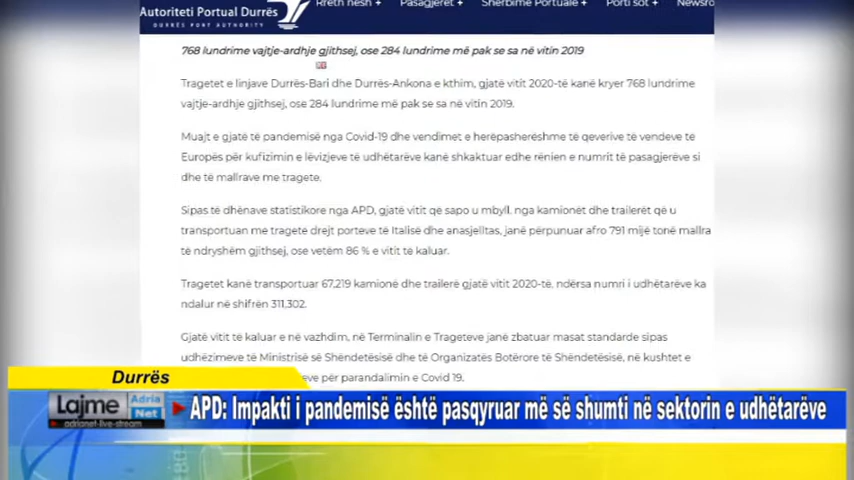 Autoriteti Portual Durrës
DURRËS PORT AUTHORITY
Rreth nesh + Pasagjerët + Shërbime Portuale + Porti sot + Newsro
768 lundrime vajtje-ardhje gjithsej, ose 284 lundrime më pak se sa në vitin 2019
Tragetet e linjave Durrës-Bari dhe Durrës-Ankona e kthim, gjatë vitit 2020-të kanë kryer 768 lundrime
vajtje-ardhje gjithsej, ose 284 lundrime më pak se sa në vitin 2019.
Muajt e gjatë të pandemisë nga Covid-19 dhe vendimet e herëpasherëshme të qeverive të vendeve të
Europës për kufizimin e lëvizjeve të udhëtarëve kanë shkaktuar edhe rënien e numrit të pasagjerëve si
dhe të mallrave me tragete.
Sipas të dhënave statistikore nga APD, gjatë vitit që sapo u mbyll, nga kamionët dhe trailerët që u
transportuan me tragete drejt porteve të Italisë dhe anasjelltas, janë përpunuar afro 791 mijë tonë mallra
të ndryshëm gjithsej, ose vetëm 86 % e vitit të kaluar.
Tragetet kanë transportuar 67,219 kamionë dhe trailerë gjatë vitit 2020-të, ndërsa numri i udhëtarëve ka
ndalur në shifrën 311,302.
Gjatë vitit të kaluar e në vazhdim, në Terminalin e Trageteve janë zbatuar masat standarde sipas
udhëzimeve të Ministrisë së Shëndetësisë dhe të Organizatës Botërore të Shëndetësisë, në kushtet e
eve për parandalimin e Covid 19.
Durrës
Lajme Adria Net
adrianet-live-stream
APD: Impakti i pandemisë është pasqyruar më së shumti në sektorin e udhëtarëve